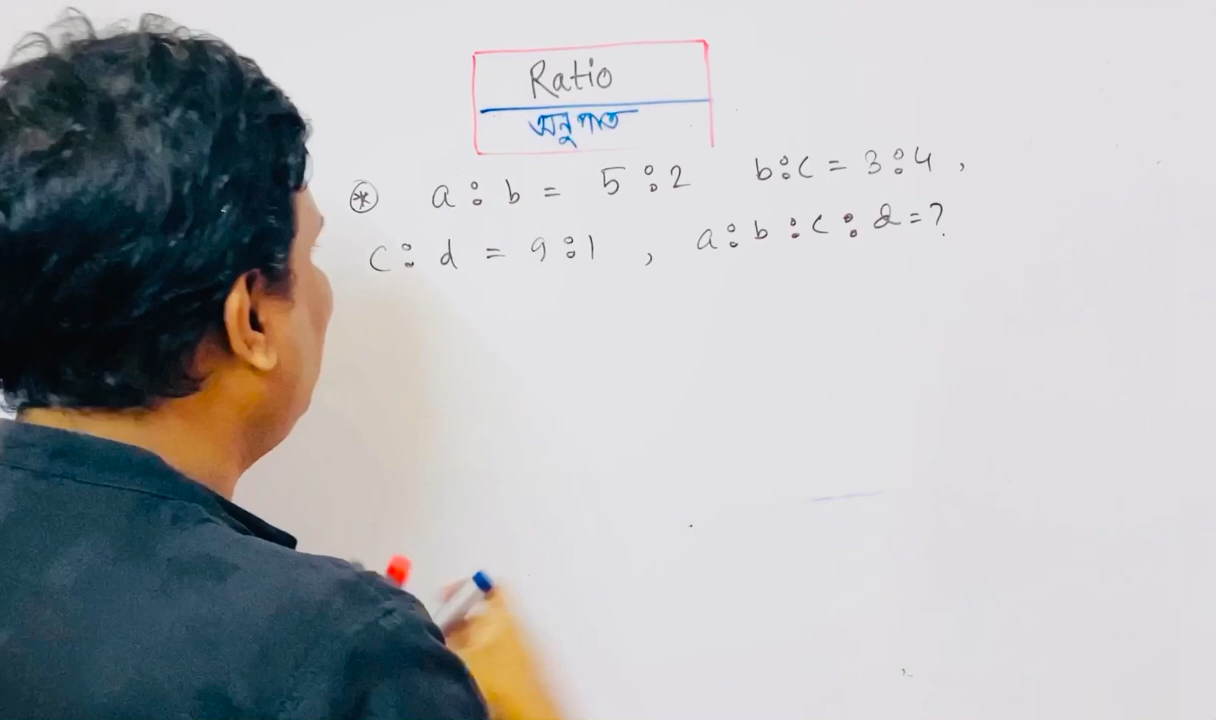 Ratio
অনুপাত
* a : b = 5 : 2 b : c = 3 : 4 ,
c : d = 9 : 1 , a : b : c : d = ?